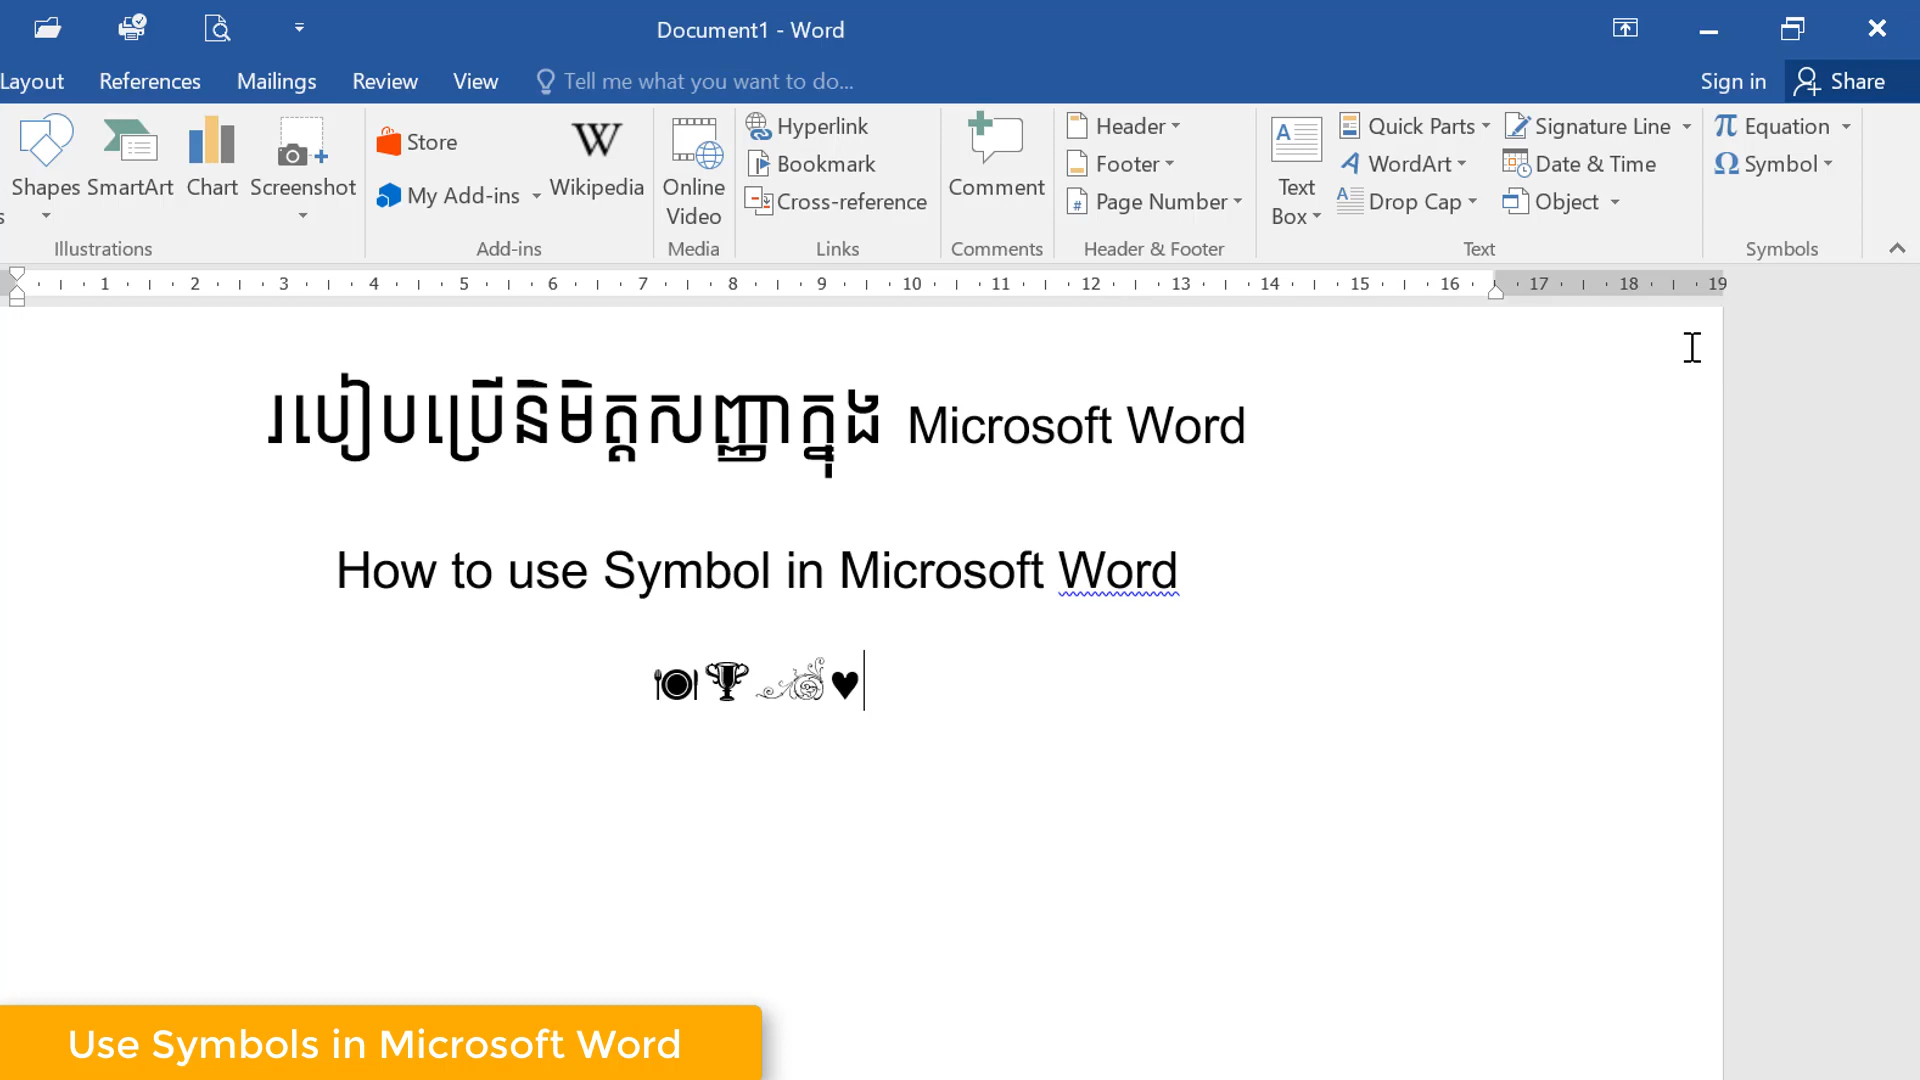 Document1 - Word
Layout References Mailings Review View Tell me what you want to do... Sign in Share
Shapes SmartArt Chart Screenshot
Illustrations
Store
My Add-ins
Wikipedia
Add-ins
Online Video
Media
Hyperlink
Bookmark
Cross-reference
Links
Comment
Comments
Header
Footer
Page Number
Header & Footer
Text Box
Quick Parts
WordArt
Drop Cap
Signature Line
Date & Time
Object
Text
Equation
Symbol
Symbols
1 2 3 4 5 6 7 8 9 10 11 12 13 14 15 16 17 18 19
របៀបប្រើនិមិត្តសញ្ញាក្នុង Microsoft Word
How to use Symbol in Microsoft Word
Use Symbols in Microsoft Word